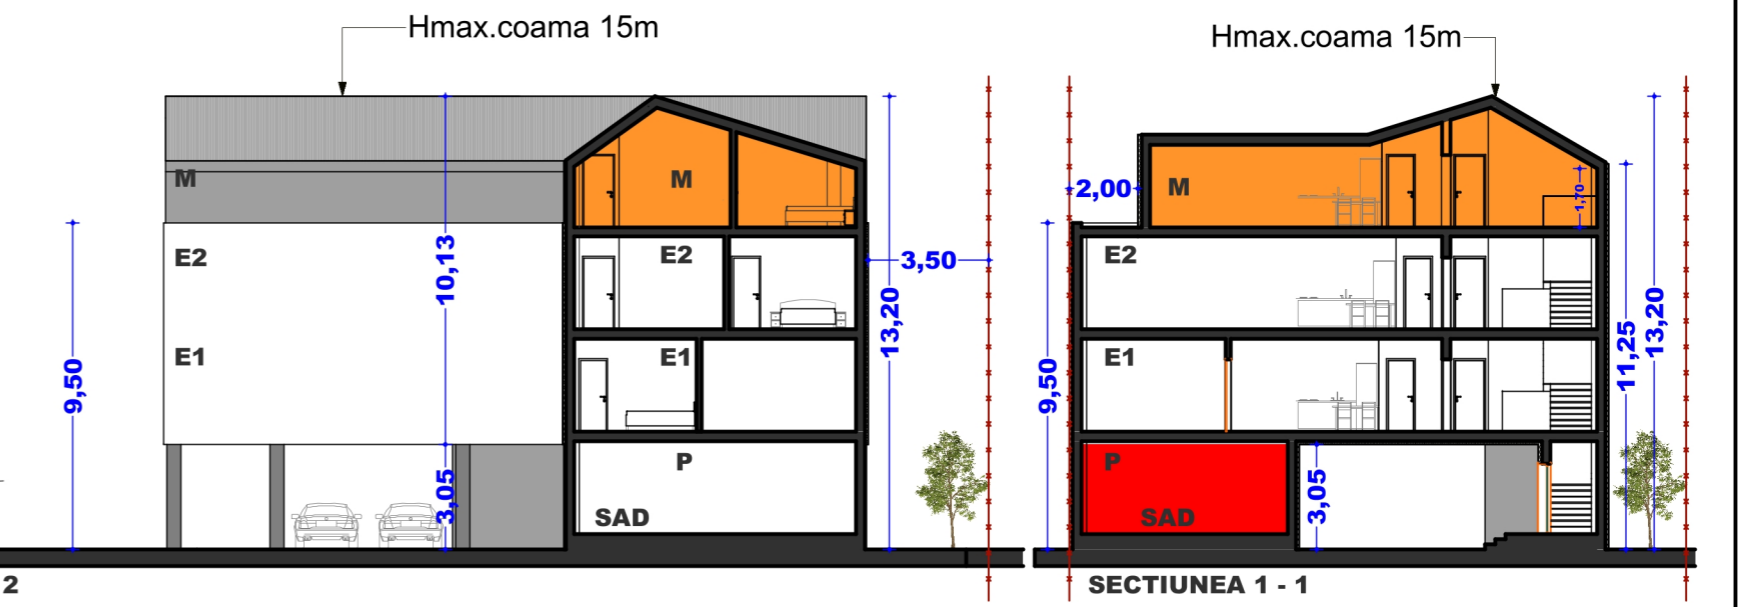 Hmax.coama 15m
M
E2
E1
9,50
10,13
3,05
M
E2
E1
P
SAD
13,20
3,50
2
Hmax.coama 15m
2,00
M
1,70
E2
E1
9,50
P
SAD
3,05
11,25
13,20
SECTIUNEA 1 - 1